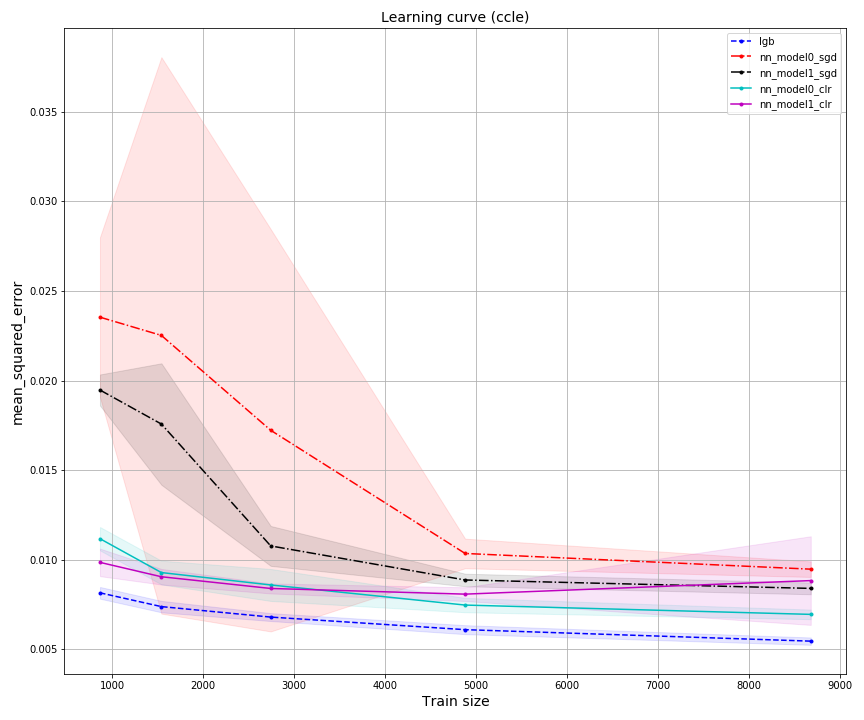 Learning curve (ccle)
lgb
nn_model0_sgd
nn_model1_sgd
nn_model0_clr
nn_model1_clr
mean_squared_error
0.035
0.030
0.025
0.020
0.015
0.010
0.005
1000 2000 3000 4000 5000 6000 7000 8000 9000
Train size